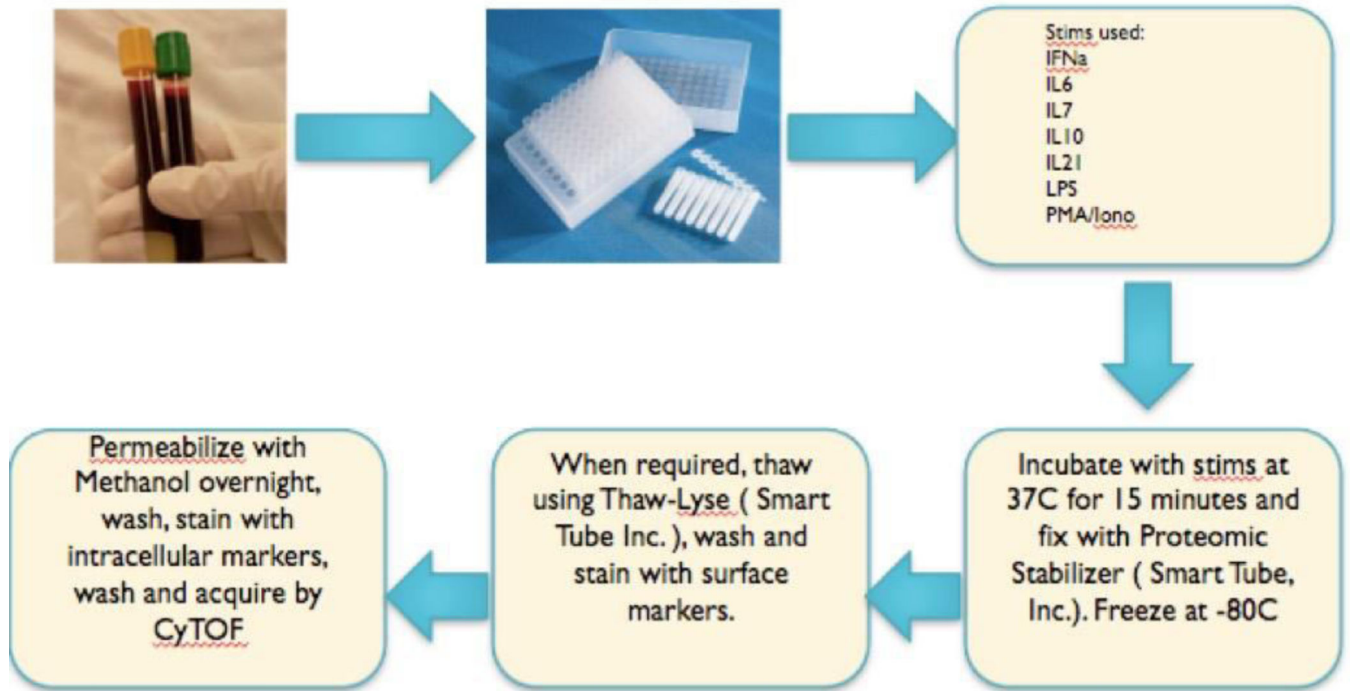 Stims used:
IFNa
IL6
IL7
IL10
IL21
LPS
PMA/Iono
Incubate with stims at
37C for 15 minutes and
fix with Proteomic
Stabilizer ( Smart Tube,
Inc.). Freeze at -80C
When required, thaw
using Thaw-Lyse ( Smart
Tube Inc. ), wash and
stain with surface
markers.
Permeabilize with
Methanol overnight,
wash, stain with
intracellular markers,
wash and acquire by
CyTOF